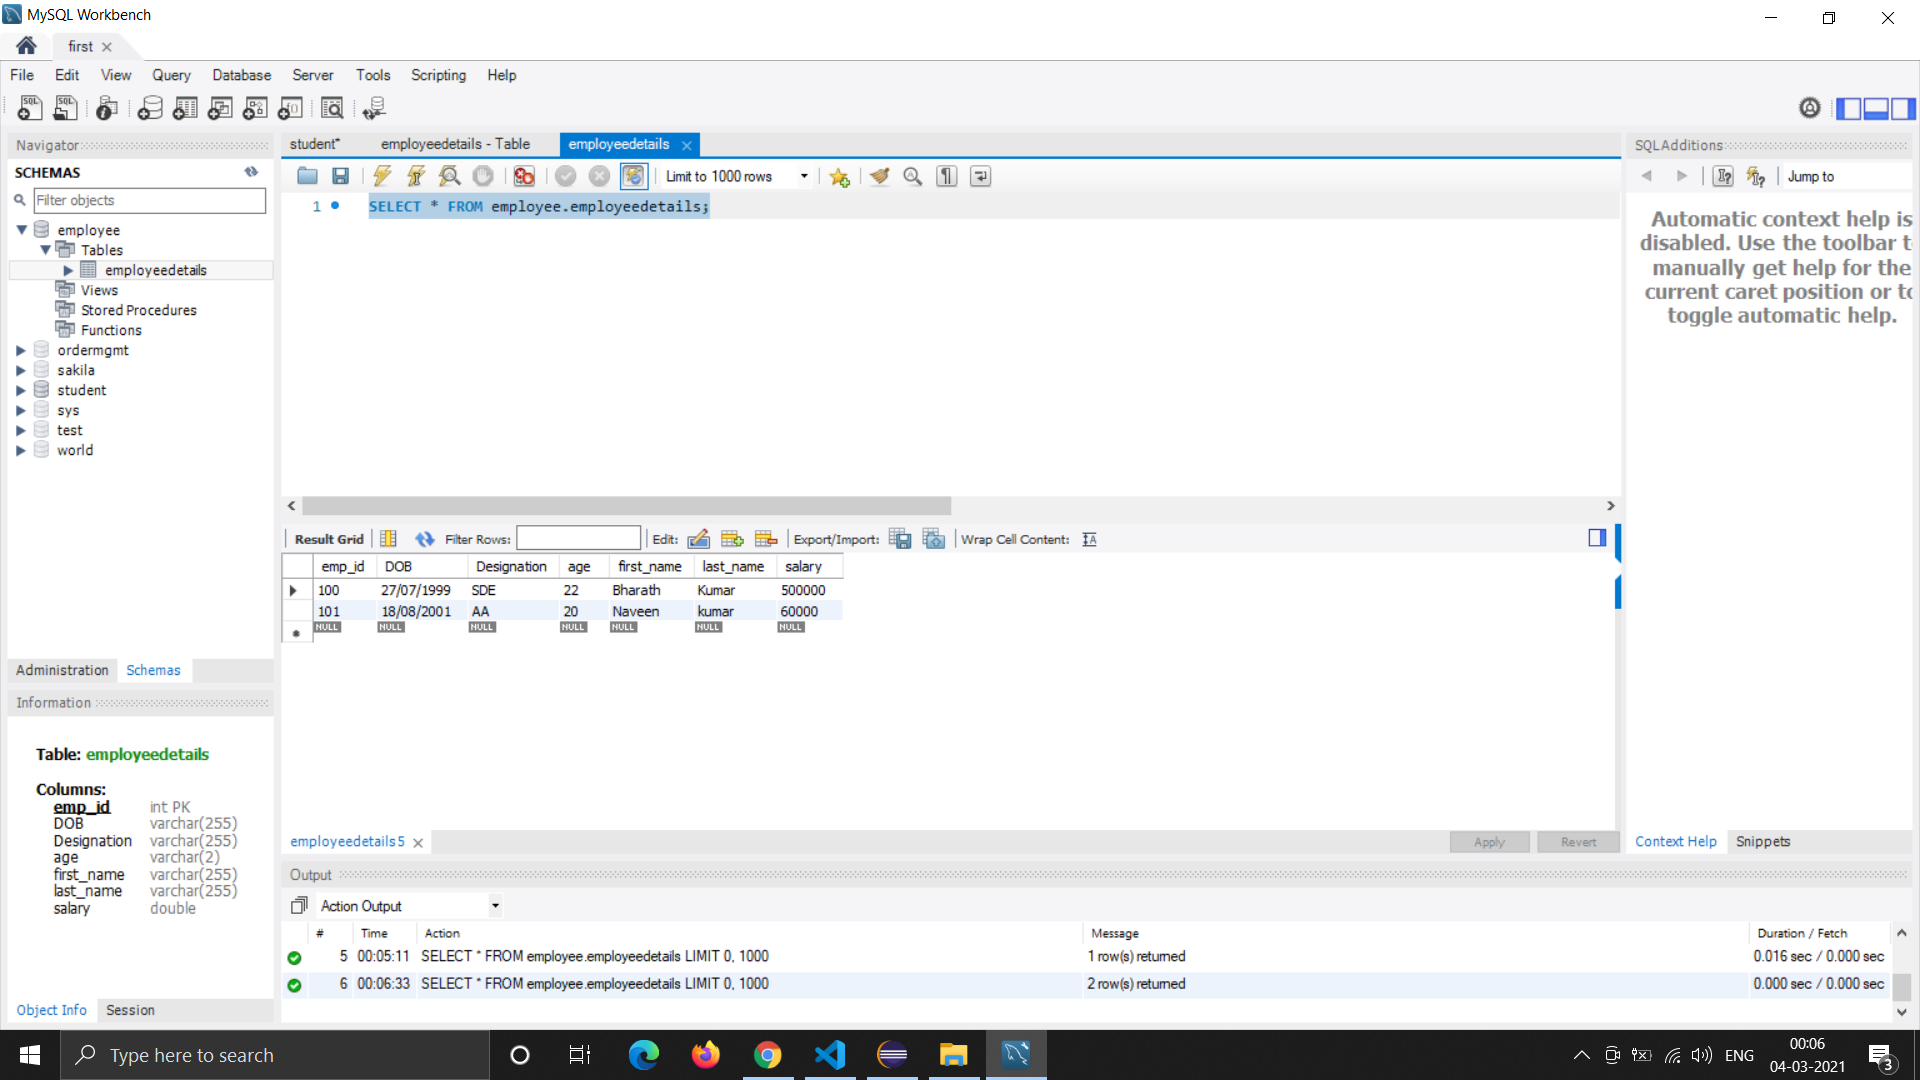 MySQL Workbench
first
File Edit View Query Database Server Tools Scripting Help
Navigator
SCHEMAS
Filter objects
employee
Tables
employeedetails
Views
Stored Procedures
Functions
ordermgmt
sakila
student
sys
test
world
Administration Schemas
Information
Table: employeedetails
Columns:
emp_id int PK
DOB varchar(255)
Designation varchar(255)
age varchar(2)
first_name varchar(255)
last_name varchar(255)
salary double
Object Info Session
student* employeedetails - Table employeedetails
Limit to 1000 rows
1 SELECT * FROM employee.employeedetails;
Result Grid Filter Rows: Edit: Export/Import: Wrap Cell Content:
emp_id DOB Designation age first_name last_name salary
100 27/07/1999 SDE 22 Bharath Kumar 500000
101 18/08/2001 AA 20 Naveen kumar 60000
NULL NULL NULL NULL NULL NULL NULL
employeedetails5
Apply Revert
Output
Action Output
# Time Action Message Duration / Fetch
5 00:05:11 SELECT * FROM employee.employeedetails LIMIT 0, 1000 1 row(s) returned 0.016 sec / 0.000 sec
6 00:06:33 SELECT * FROM employee.employeedetails LIMIT 0, 1000 2 row(s) returned 0.000 sec / 0.000 sec
SQLAdditions
Jump to
Automatic context help is
disabled. Use the toolbar t
manually get help for the
current caret position or to
toggle automatic help.
Context Help Snippets
Type here to search
ENG
00:06
04-03-2021
3